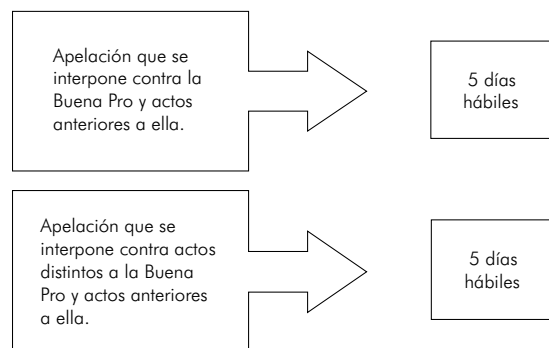 Apelación que se
interpone contra la
Buena Pro y actos
anteriores a ella.
5 días
hábiles
Apelación que se
interpone contra actos
distintos a la Buena
Pro y actos anteriores
a ella.
5 días
hábiles